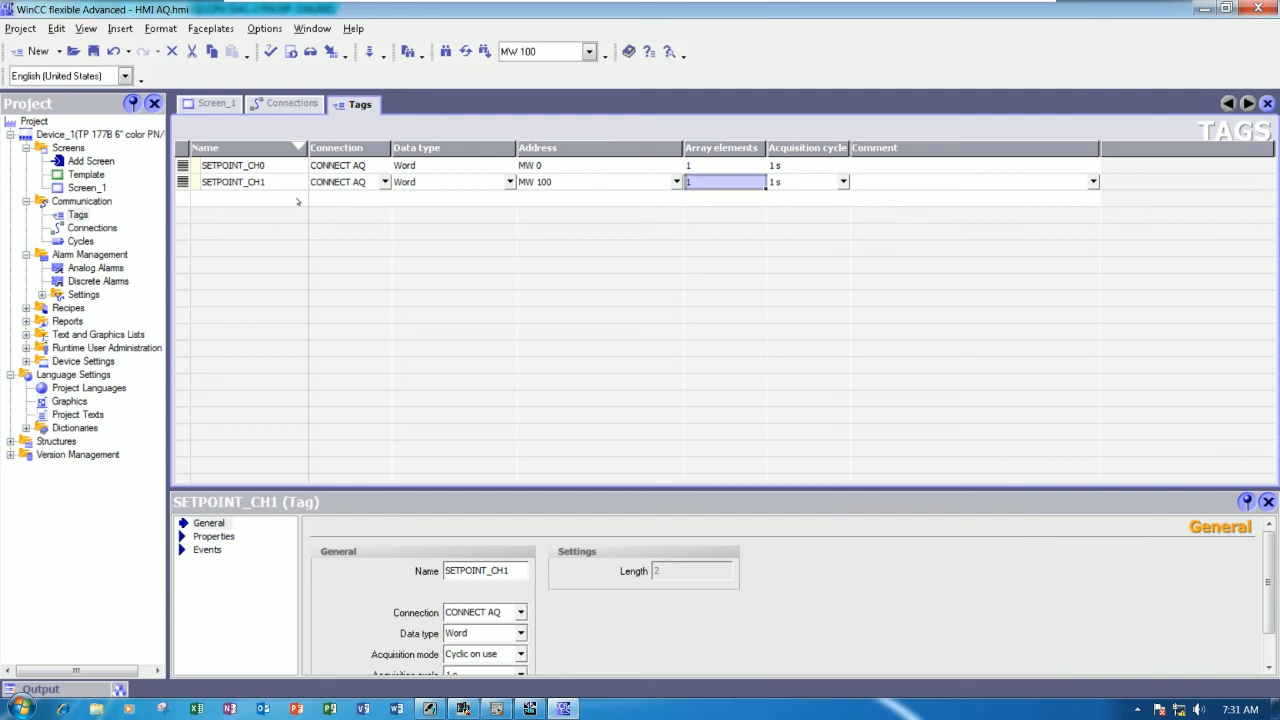 WinCC flexible Advanced - HMI AQ.hmi
Project Edit View Insert Format Faceplates Options Window Help
New MW 100
English (United States)
Project
Screen_1 Connections Tags
TAGS
Project
Device_1(TP 177B 6'' color PN/
Screens
Add Screen
Template
Screen_1
Communication
Tags
Connections
Cycles
Alarm Management
Analog Alarms
Discrete Alarms
Settings
Recipes
Reports
Text and Graphics Lists
Runtime User Administration
Device Settings
Language Settings
Project Languages
Graphics
Project Texts
Dictionaries
Structures
Version Management
Name Connection Data type Address Array elements Acquisition cycle Comment
SETPOINT_CH0 CONNECT AQ Word MW 0 1 1 s
SETPOINT_CH1 CONNECT AQ Word MW 100 1 1 s
SETPOINT_CH1 (Tag)
General
Properties
Events
General
General
Name SETPOINT_CH1
Connection CONNECT AQ
Data type Word
Acquisition mode Cyclic on use
Acquisition cycle 1 s
Settings
Length 2
Output
7:31 AM